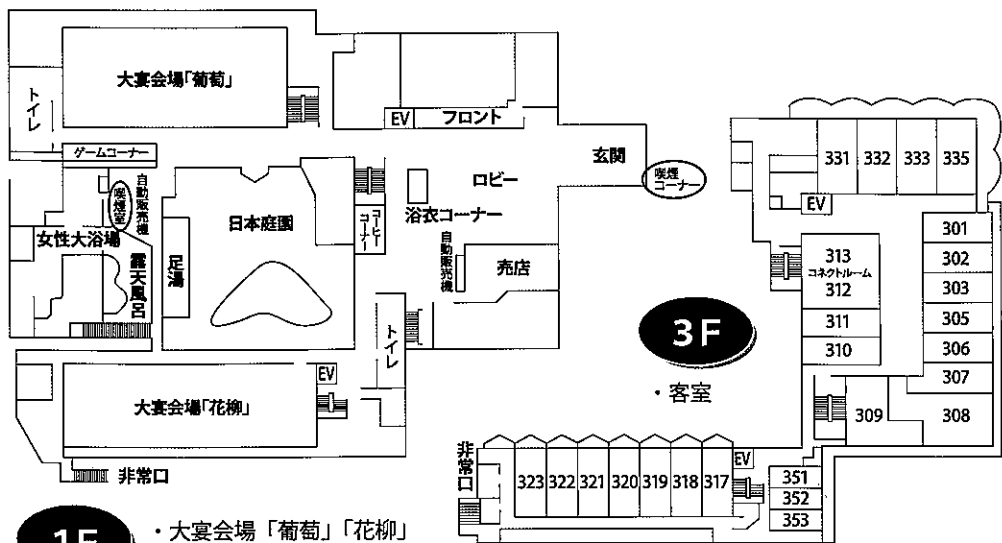 大宴会場「葡萄」
トイレ
EV
フロント
玄関
喫煙
コーナー
ゲームコーナー
喫煙室
自動販売機
ロビー
浴衣コーナー
コーヒー
コーナー
日本庭園
女性大浴場
露天風呂
足湯
自動販売機
売店
トイレ
EV
大宴会場「花柳」
非常口
1F
・大宴会場「葡萄」「花柳」
3F
・客室
331
332
333
335
EV
301
302
303
305
306
307
308
309
313
コネクトルーム
312
311
310
非常口
323
322
321
320
319
318
317
EV
351
352
353